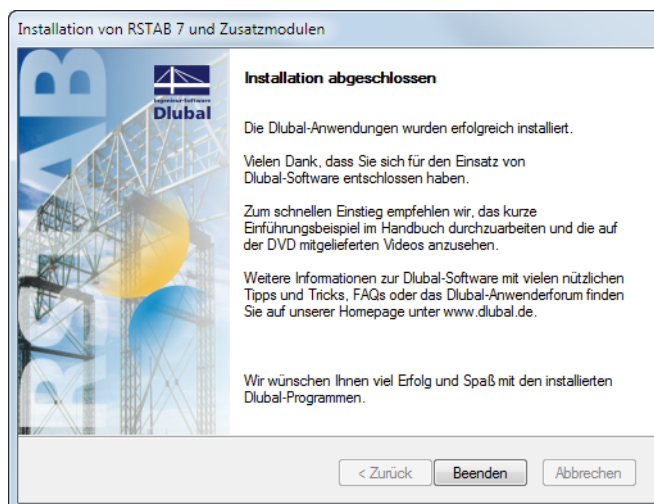 Installation von RSTAB 7 und Zusatzmodulen
RSTAB
Ingenieur-Software
Dlubal
Installation abgeschlossen
Die Dlubal-Anwendungen wurden erfolgreich installiert.
Vielen Dank, dass Sie sich für den Einsatz von
Dlubal-Software entschlossen haben.
Zum schnellen Einstieg empfehlen wir, das kurze
Einführungsbeispiel im Handbuch durchzuarbeiten und die auf
der DVD mitgelieferten Videos anzusehen.
Weitere Informationen zur Dlubal-Software mit vielen nützlichen
Tipps und Tricks, FAQs oder das Dlubal-Anwenderforum finden
Sie auf unserer Homepage unter www.dlubal.de.
Wir wünschen Ihnen viel Erfolg und Spaß mit den installierten
Dlubal-Programmen.
< Zurück
Beenden
Abbrechen